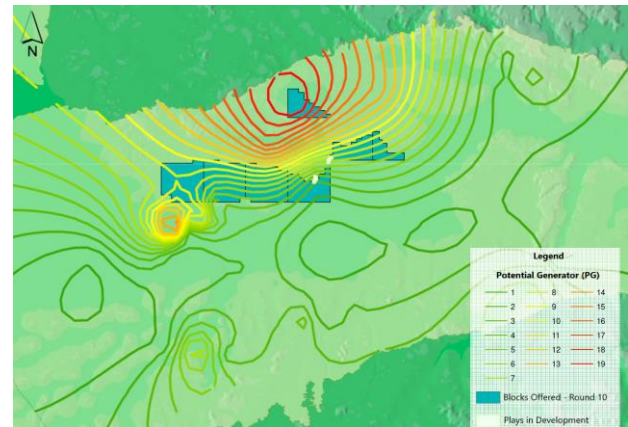 N
Legend
Potential Generator (PG)
1 8 14
2 9 15
3 10 16
4 11 17
5 12 18
6 13 19
7
Blocks Offered - Round 10
Plays in Development